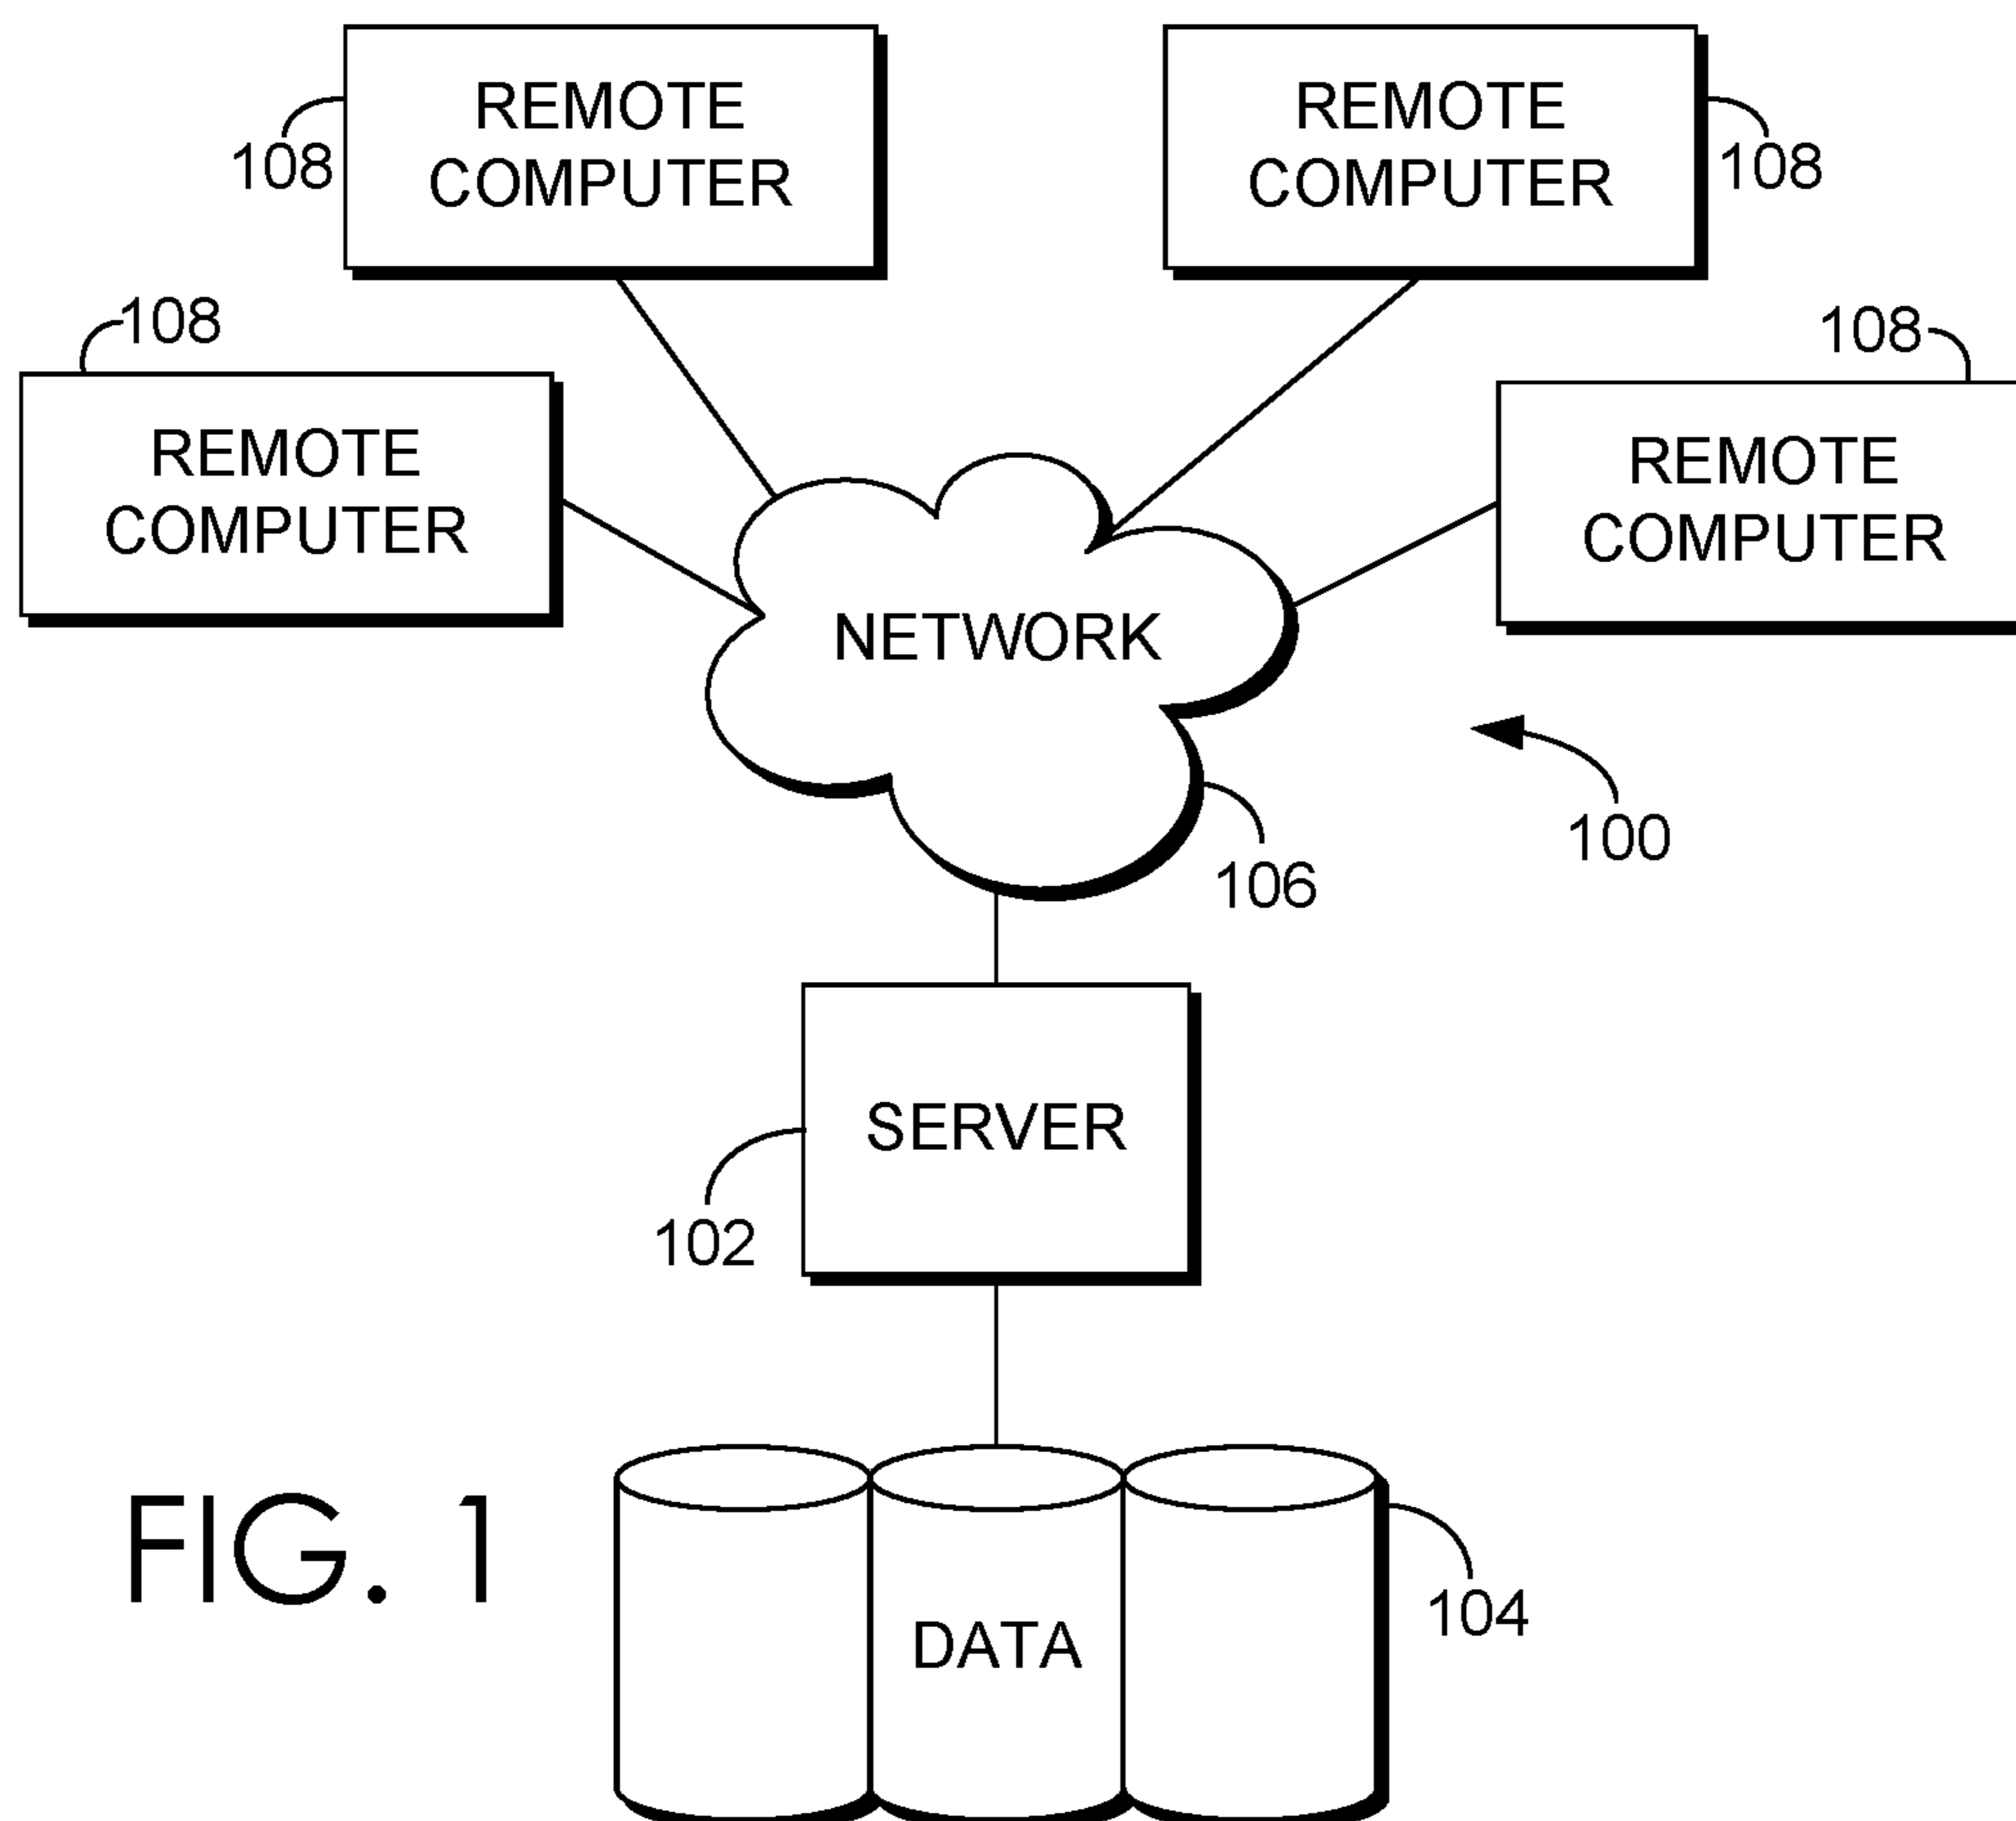 REMOTE
COMPUTER
108
REMOTE
COMPUTER
108
108
REMOTE
COMPUTER
108
REMOTE
COMPUTER
NETWORK
100
106
SERVER
102
FIG. 1
DATA
104